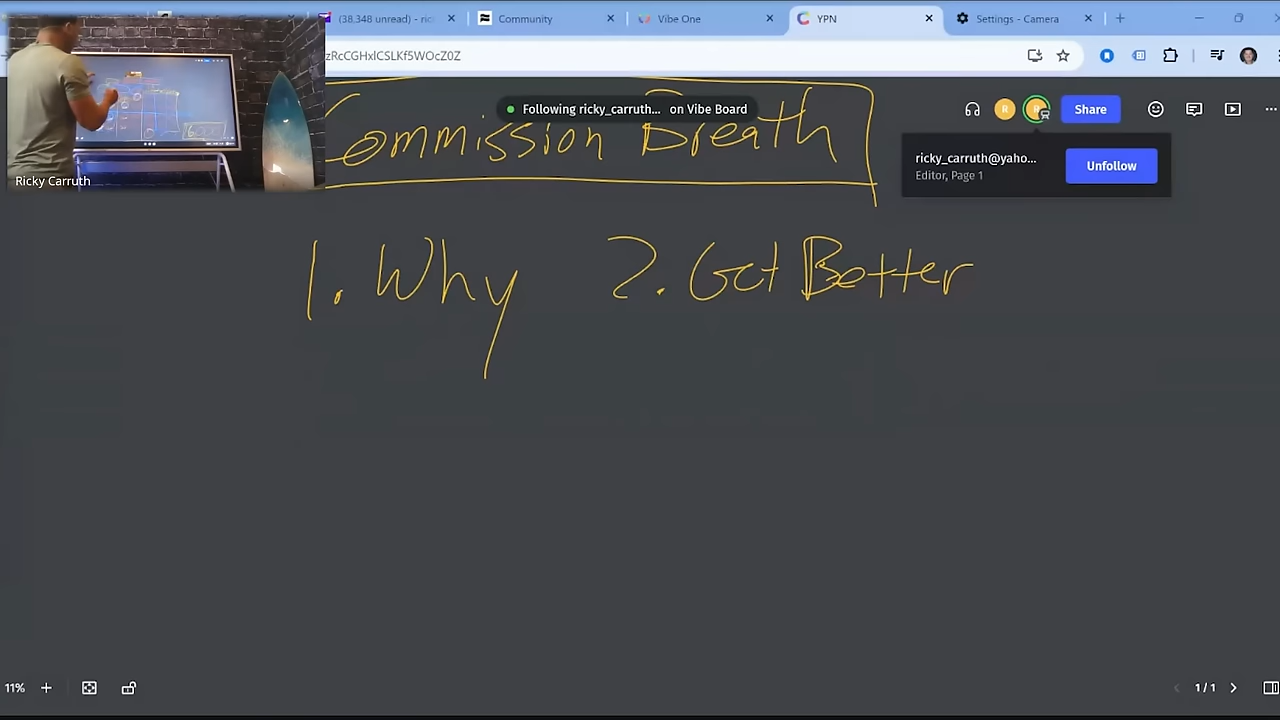 (38,348 unread) - ric
Community
Vibe One
YPN
Settings - Camera
zRcCGHxICSLKf5WOcZ0Z
Following ricky_carruth... on Vibe Board
R
Share
Commission Breath
ricky_carruth@yaho...
Editor, Page 1
Unfollow
Ricky Carruth
1. Why 2. Get Better
11%
1/1